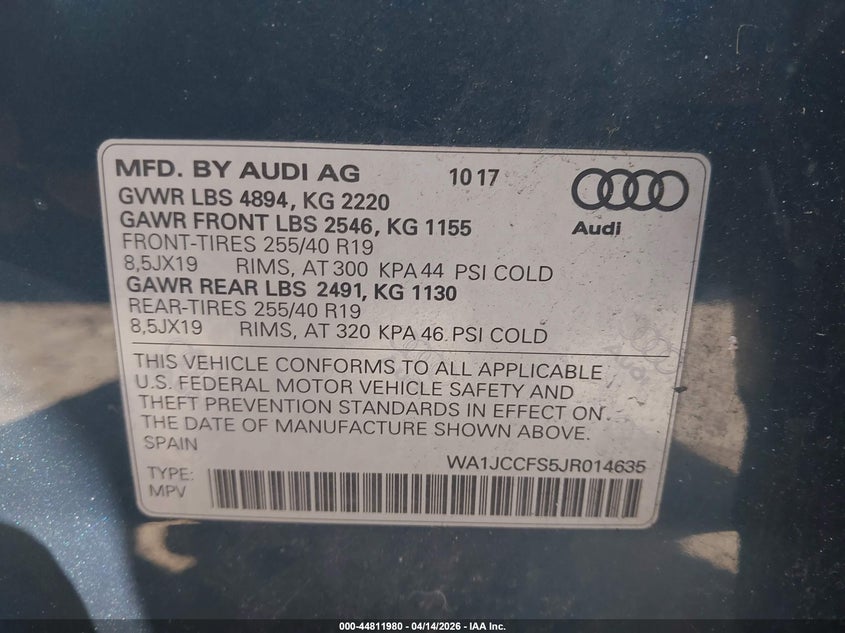 MFD. BY AUDI AG 10 17
GVWR LBS 4894, KG 2220
GAWR FRONT LBS 2546, KG 1155
Audi
FRONT-TIRES 255/40 R19
8,5JX19 RIMS, AT 300 KPA 44 PSI COLD
GAWR REAR LBS 2491, KG 1130
REAR-TIRES 255/40 R19
8,5JX19 RIMS, AT 320 KPA 46 PSI COLD
THIS VEHICLE CONFORMS TO ALL APPLICABLE
U.S. FEDERAL MOTOR VEHICLE SAFETY AND
THEFT PREVENTION STANDARDS IN EFFECT ON
THE DATE OF MANUFACTURE SHOWN ABOVE.
SPAIN
WA1JCCFS5JR014635
TYPE:
MPV
000-44811980 - 04/14/2026 - IAA Inc.